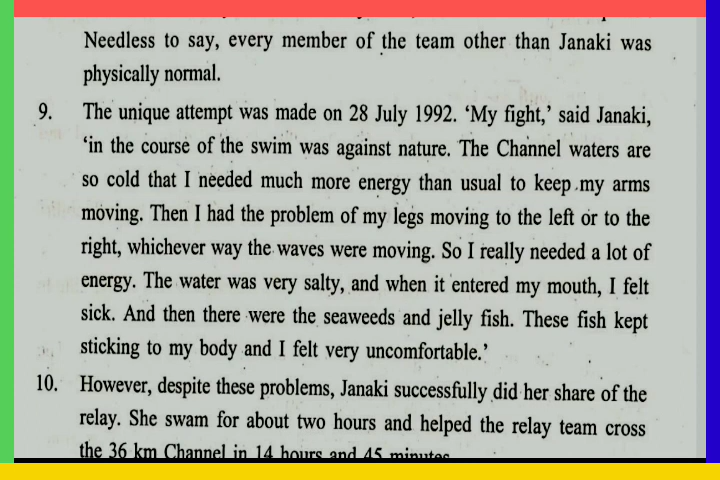 Needless to say, every member of the team other than Janaki was
physically normal.
9. The unique attempt was made on 28 July 1992. ‘My fight,’ said Janaki,
‘in the course of the swim was against nature. The Channel waters are
so cold that I needed much more energy than usual to keep my arms
moving. Then I had the problem of my legs moving to the left or to the
right, whichever way the waves were moving. So I really needed a lot of
energy. The water was very salty, and when it entered my mouth, I felt
sick. And then there were the seaweeds and jelly fish. These fish kept
sticking to my body and I felt very uncomfortable.’
10. However, despite these problems, Janaki successfully did her share of the
relay. She swam for about two hours and helped the relay team cross
the 36 km Channel in 14 hours and 45 minutes